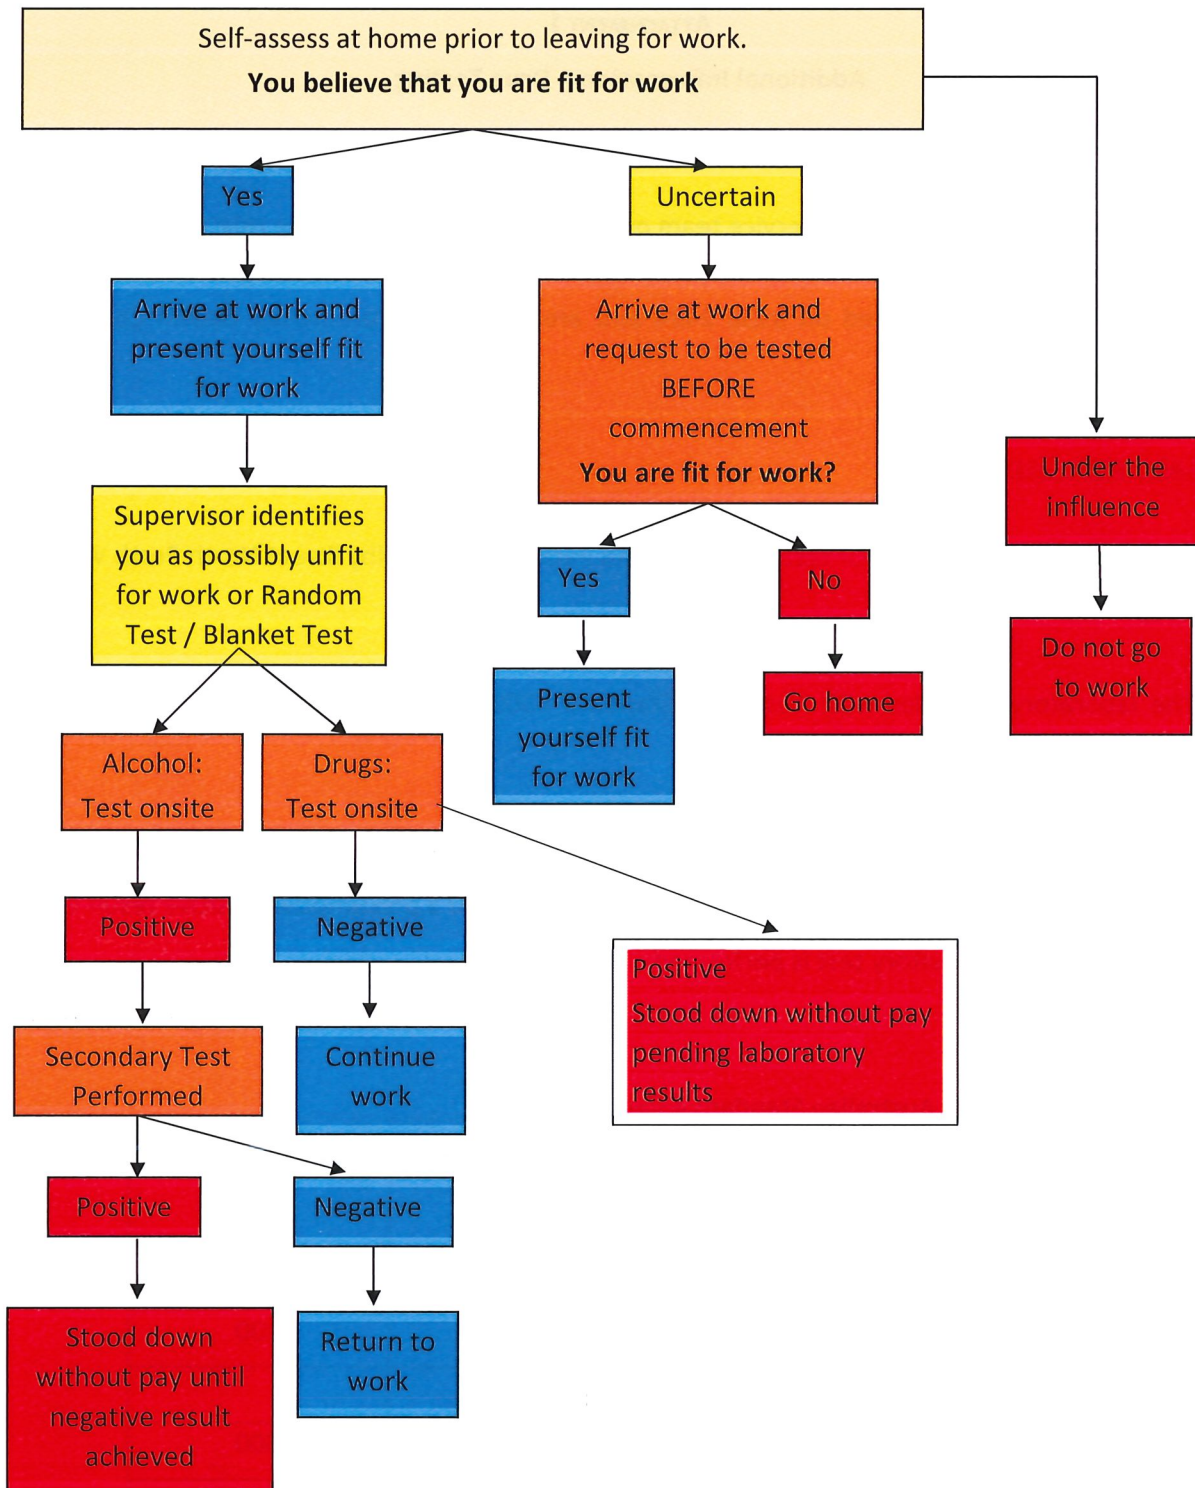 Self-assess at home prior to leaving for work.
You believe that you are fit for work
Yes
Uncertain
Arrive at work and
present yourself fit
for work
Arrive at work and
request to be tested
BEFORE
commencement
You are fit for work?
Under the
influence
Supervisor identifies
you as possibly unfit
for work or Random
Test / Blanket Test
Yes
No
Do not go
to work
Present
yourself fit
for work
Go home
Alcohol:
Test onsite
Drugs:
Test onsite
Positive
Negative
Positive
Stood down without pay
pending laboratory
results
Secondary Test
Performed
Continue
work
Positive
Negative
Stood down
without pay until
negative result
achieved
Return to
work